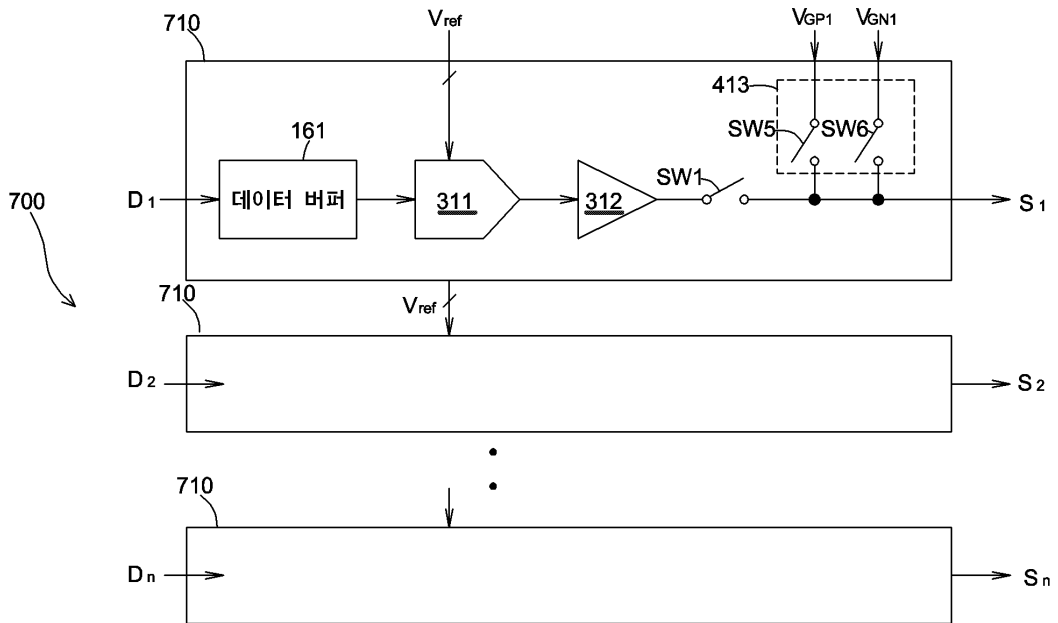 710
Vref
VGP1
VGN1
413
161
SW5
SW6
700
D1
데이터 버퍼
311
312
SW1
S1
710
Vref
D2
S2
710
Dn
Sn